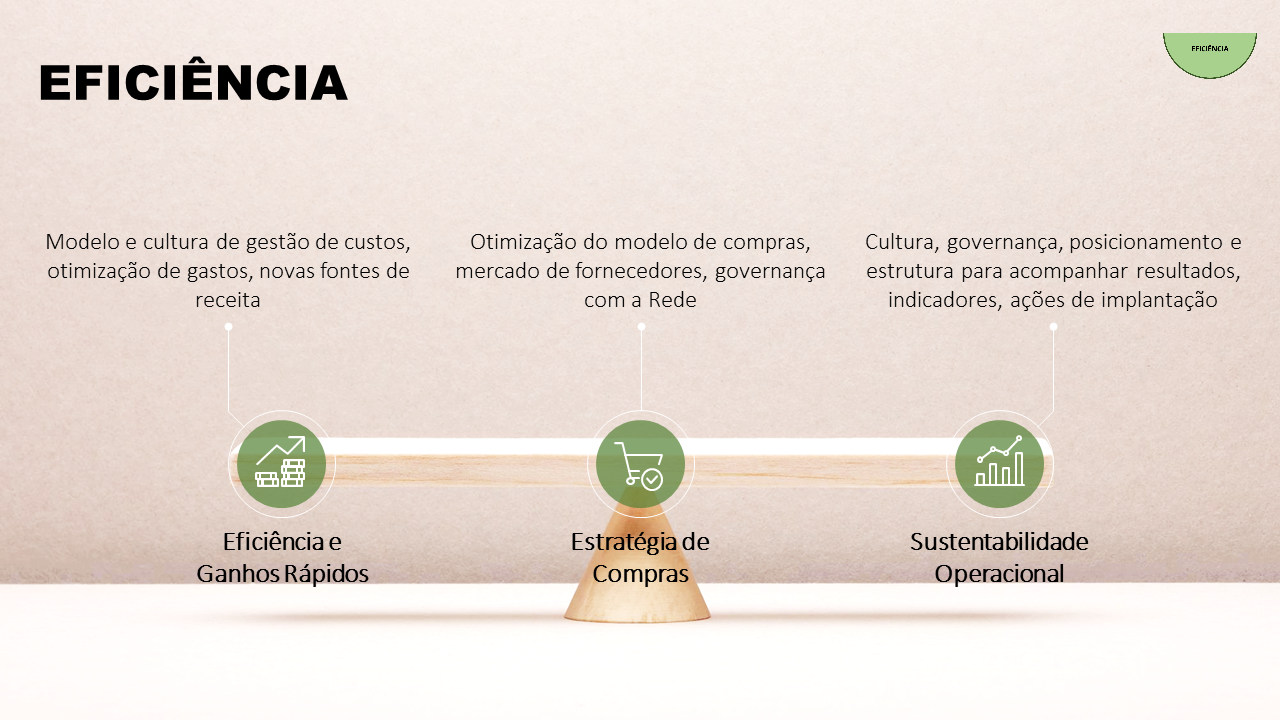 EFICIÊNCIA
EFICIÊNCIA
Modelo e cultura de gestão de custos,
otimização de gastos, novas fontes de
receita
Otimização do modelo de compras,
mercado de fornecedores, governança
com a Rede
Cultura, governança, posicionamento e
estrutura para acompanhar resultados,
indicadores, ações de implantação
Eficiência e
Ganhos Rápidos
Estratégia de
Compras
Sustentabilidade
Operacional